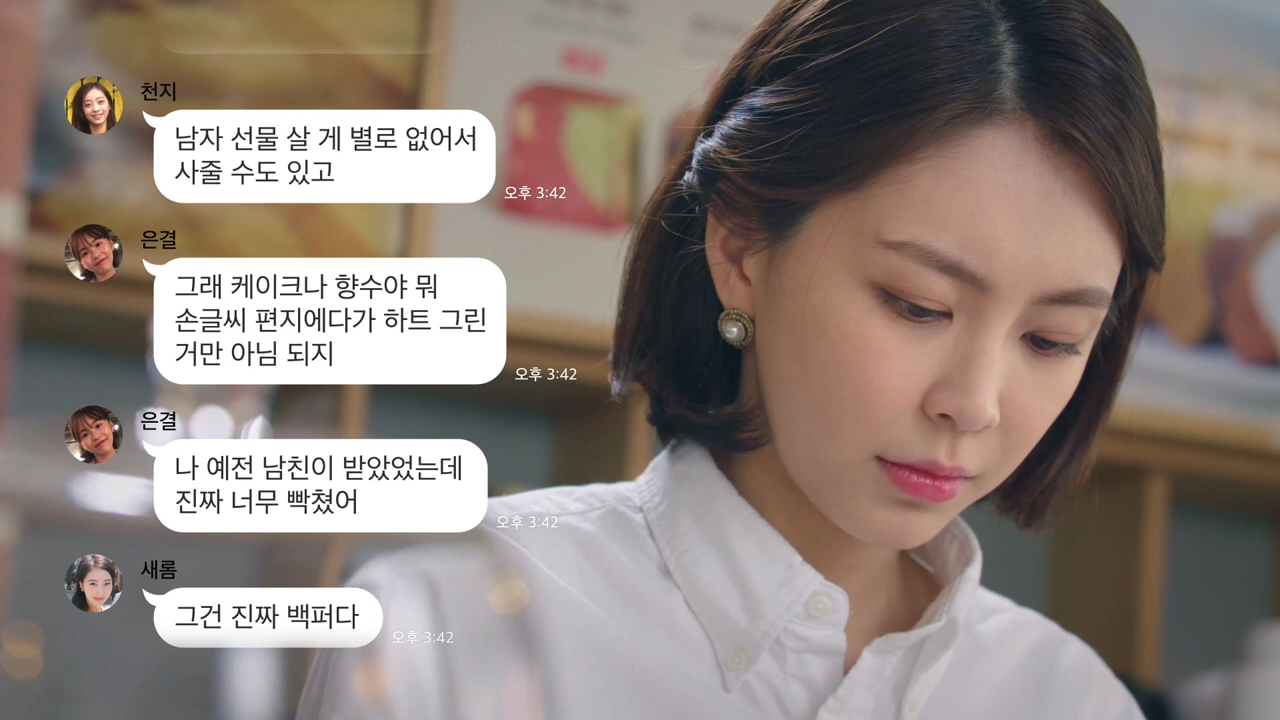 천지
남자 선물 살 게 별로 없어서
사줄 수도 있고
오후 3:42
은결
그래 케이크나 향수야 뭐
손글씨 편지에다가 하트 그린
거만 아님 되지
오후 3:42
은결
나 예전 남친이 받았었는데
진짜 너무 빡쳤어
오후 3:42
새롬
그건 진짜 백퍼다
오후 3:42